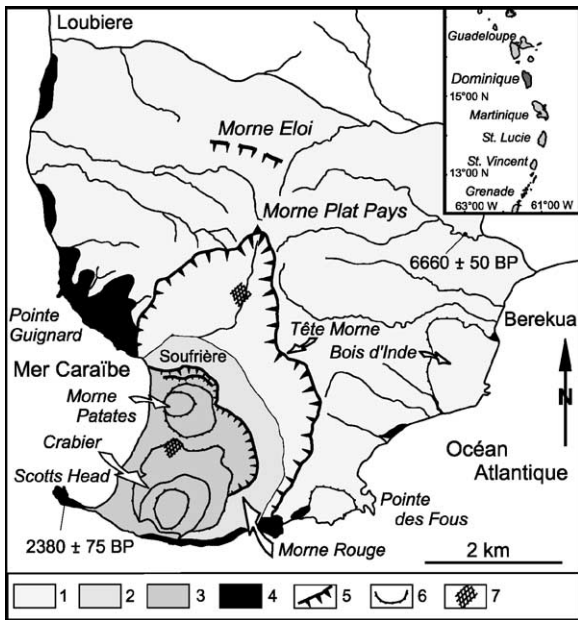 Loubiere
Guadeloupe
Dominique
15°00 N
Martinique
St. Lucie
St. Vincent
13°00 N
Grenade
63°00 W
61°00 W
Morne Eloi
Morne Plat Pays
6660 ± 50 BP
Pointe
Guignard
Tête Morne
Berekua
Bois d'Inde
Mer Caraïbe
Soufrière
Morne
Patates
N
Crabier
Scotts Head
Océan
Atlantique
Pointe
des Fous
2380 ± 75 BP
Morne Rouge
2 km
1 2 3 4 5 6 7